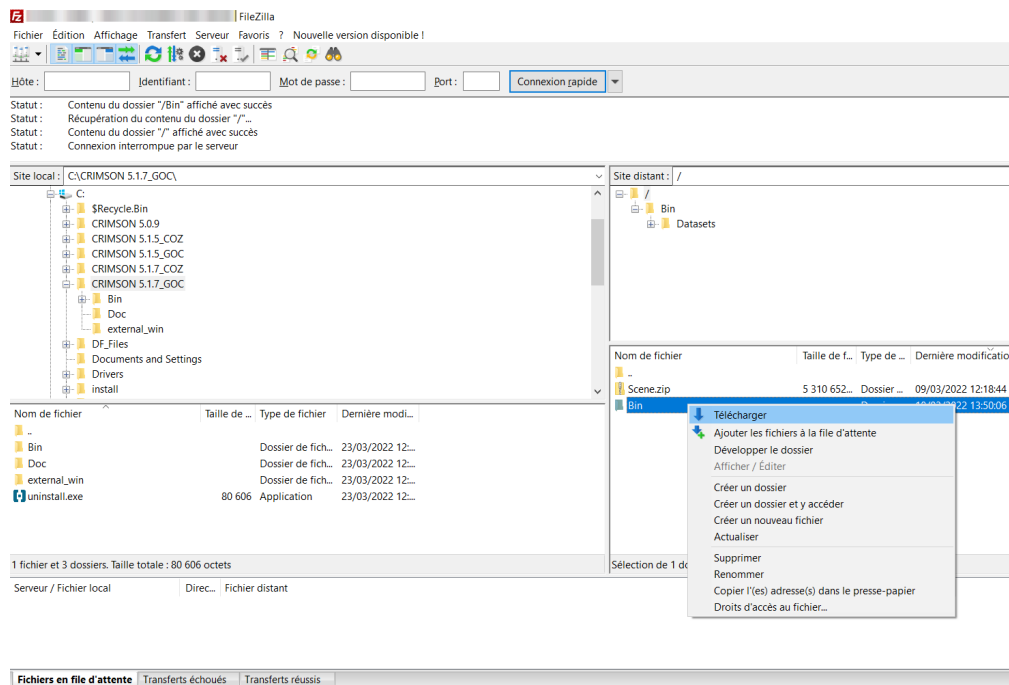 FileZilla
Fichier Édition Affichage Transfert Serveur Favoris ? Nouvelle version disponible !
Hôte : Identifiant : Mot de passe : Port : Connexion rapide
Statut : Contenu du dossier "/Bin" affiché avec succès
Statut : Récupération du contenu du dossier "/"...
Statut : Contenu du dossier "/" affiché avec succès
Statut : Connexion interrompue par le serveur
Site local : C:\CRIMSON 5.1.7_GOC\
C:
$Recycle.Bin
CRIMSON 5.0.9
CRIMSON 5.1.5_COZ
CRIMSON 5.1.5_GOC
CRIMSON 5.1.7_COZ
CRIMSON 5.1.7_GOC
Bin
Doc
external_win
DF_Files
Documents and Settings
Drivers
install
Nom de fichier Taille de ... Type de fichier Dernière modi...
..
Bin Dossier de fich... 23/03/2022 12:...
Doc Dossier de fich... 23/03/2022 12:...
external_win Dossier de fich... 23/03/2022 12:...
uninstall.exe 80 606 Application 23/03/2022 12:...
1 fichier et 3 dossiers. Taille totale : 80 606 octets
Site distant : /
/
Bin
Datasets
Nom de fichier Taille de f... Type de ... Dernière modificatio
..
Scene.zip 5 310 652... Dossier ... 09/03/2022 12:18:44
Bin 13:50:06
Télécharger
Ajouter les fichiers à la file d'attente
Développer le dossier
Afficher / Éditer
Créer un dossier
Créer un dossier et y accéder
Créer un nouveau fichier
Actualiser
Supprimer
Renommer
Copier l'(es) adresse(s) dans le presse-papier
Droits d'accès au fichier...
Sélection de 1 do
Serveur / Fichier local Direc... Fichier distant
Fichiers en file d'attente Transferts échoués Transferts réussis